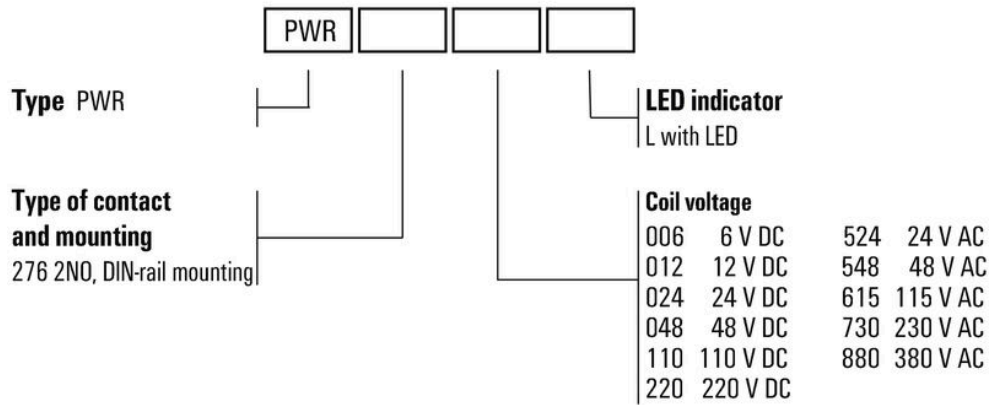 PWR
Type PWR
LED indicator
L with LED
Type of contact
and mounting
276 2NO, DIN-rail mounting
Coil voltage
006 6 V DC 524 24 V AC
012 12 V DC 548 48 V AC
024 24 V DC 615 115 V AC
048 48 V DC 730 230 V AC
110 110 V DC 880 380 V AC
220 220 V DC